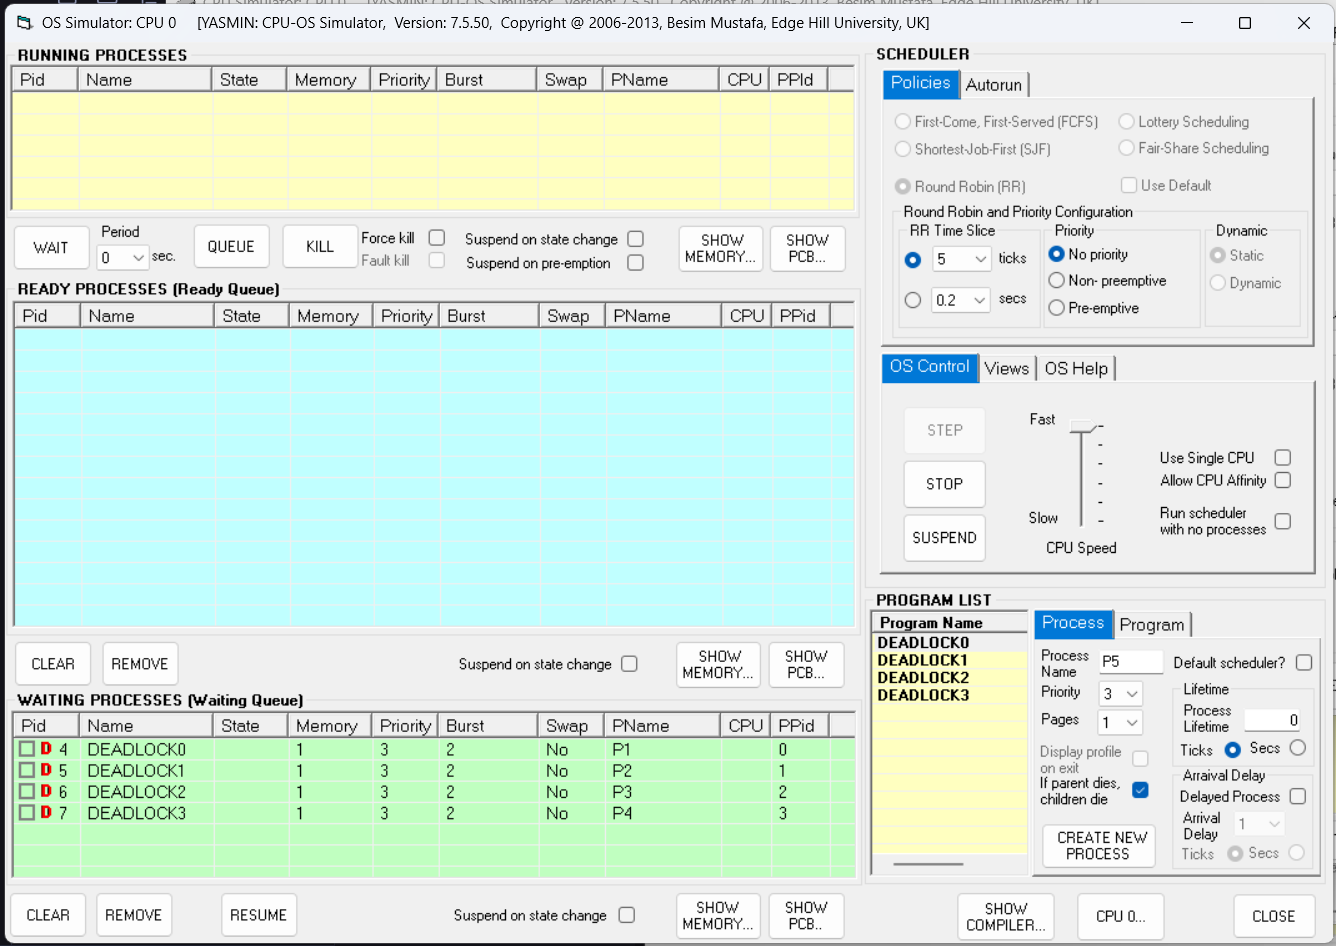 OS Simulator: CPU 0 [YASMIN: CPU-OS Simulator, Version: 7.5.50, Copyright @ 2006-2013, Besim Mustafa, Edge Hill University, UK]
RUNNING PROCESSES
Pid Name State Memory Priority Burst Swap PName CPU PPId
WAIT
Period
0 sec.
QUEUE
KILL
Force kill
Fault kill
Suspend on state change
Suspend on pre-emption
SHOW
MEMORY...
SHOW
PCB...
READY PROCESSES (Ready Queue)
Pid Name State Memory Priority Burst Swap PName CPU PPid
CLEAR
REMOVE
Suspend on state change
SHOW
MEMORY...
SHOW
PCB...
WAITING PROCESSES (Waiting Queue)
Pid Name State Memory Priority Burst Swap PName CPU PPId
D 4 DEADLOCK0 1 3 2 No P1 0
D 5 DEADLOCK1 1 3 2 No P2 1
D 6 DEADLOCK2 1 3 2 No P3 2
D 7 DEADLOCK3 1 3 2 No P4 3
CLEAR
REMOVE
RESUME
Suspend on state change
SHOW
MEMORY...
SHOW
PCB..
SCHEDULER
Policies Autorun
First-Come, First-Served (FCFS) Lottery Scheduling
Shortest-Job-First (SJF) Fair-Share Scheduling
Round Robin (RR) Use Default
Round Robin and Priority Configuration
RR Time Slice
5 ticks
0.2 secs
Priority
No priority
Non- preemptive
Pre-emptive
Dynamic
Static
Dynamic
OS Control Views OS Help
STEP
STOP
SUSPEND
Fast
Slow
CPU Speed
Use Single CPU
Allow CPU Affinity
Run scheduler
with no processes
PROGRAM LIST
Program Name
DEADLOCK0
DEADLOCK1
DEADLOCK2
DEADLOCK3
Process Program
Process
Name P5
Priority 3
Pages 1
Display profile
on exit
If parent dies,
children die
CREATE NEW
PROCESS
Default scheduler?
Lifetime
Process
Lifetime 0
Ticks Secs
Arraival Delay
Delayed Process
Arrival
Delay 1
Ticks Secs
SHOW
COMPILER...
CPU 0...
CLOSE